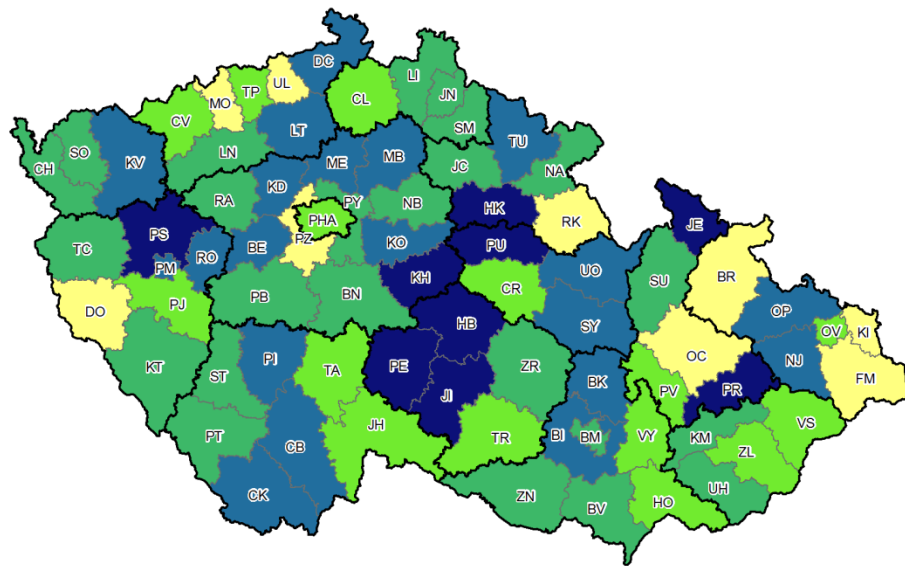 DC
LI
UL
TP
MO
CL
JN
CV
LT
SM
TU
SO
LN
ME
MB
KV
CH
JC
NA
KD
RA
PY
NB
HK
JE
PHA
RK
PS
PZ
TC
BE
RO
KO
PU
UO
BR
PM
KH
SU
PB
BN
CR
OP
DO
PJ
HB
SY
OV
KI
OC
NJ
PI
KT
ST
TA
PE
ZR
FM
BK
PV
PR
JI
VS
JH
TR
BI
BM
VY
PT
KM
CB
ZL
CK
ZN
BV
HO
UH